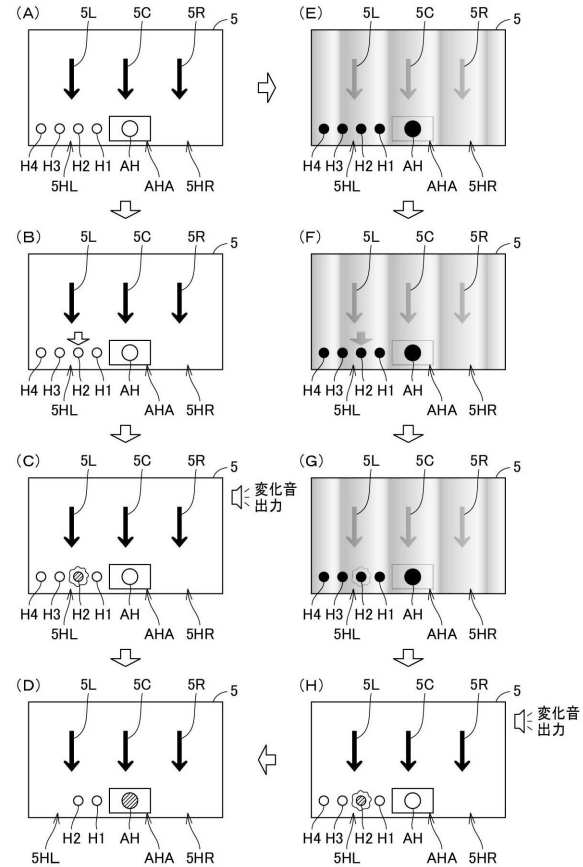 (A)
5L 5C 5R 5
H4 H3 H2 H1 AH
5HL AHA 5HR
(E)
5L 5C 5R 5
H4 H3 H2 H1 AH
5HL AHA 5HR
(B)
5L 5C 5R 5
H4 H3 H2 H1 AH
5HL AHA 5HR
(F)
5L 5C 5R 5
H4 H3 H2 H1 AH
5HL AHA 5HR
(C)
5L 5C 5R 5
変化音
出力
H4 H3 H2 H1 AH
5HL AHA 5HR
(G)
5L 5C 5R 5
H4 H3 H2 H1 AH
5HL AHA 5HR
(D)
5L 5C 5R 5
H2 H1 AH
5HL AHA 5HR
(H)
5L 5C 5R 5
変化音
出力
H4 H3 H2 H1 AH
5HL AHA 5HR